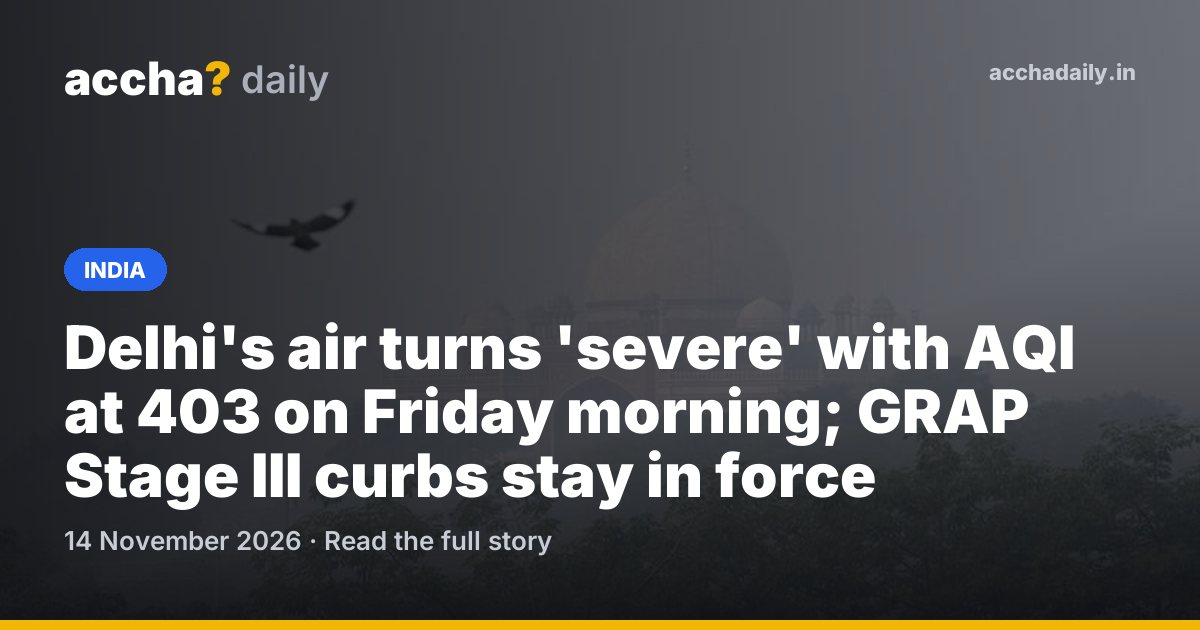 accha? daily
acchadaily.in
INDIA
Delhi's air turns 'severe' with AQI
at 403 on Friday morning; GRAP
Stage III curbs stay in force
14 November 2026 · Read the full story